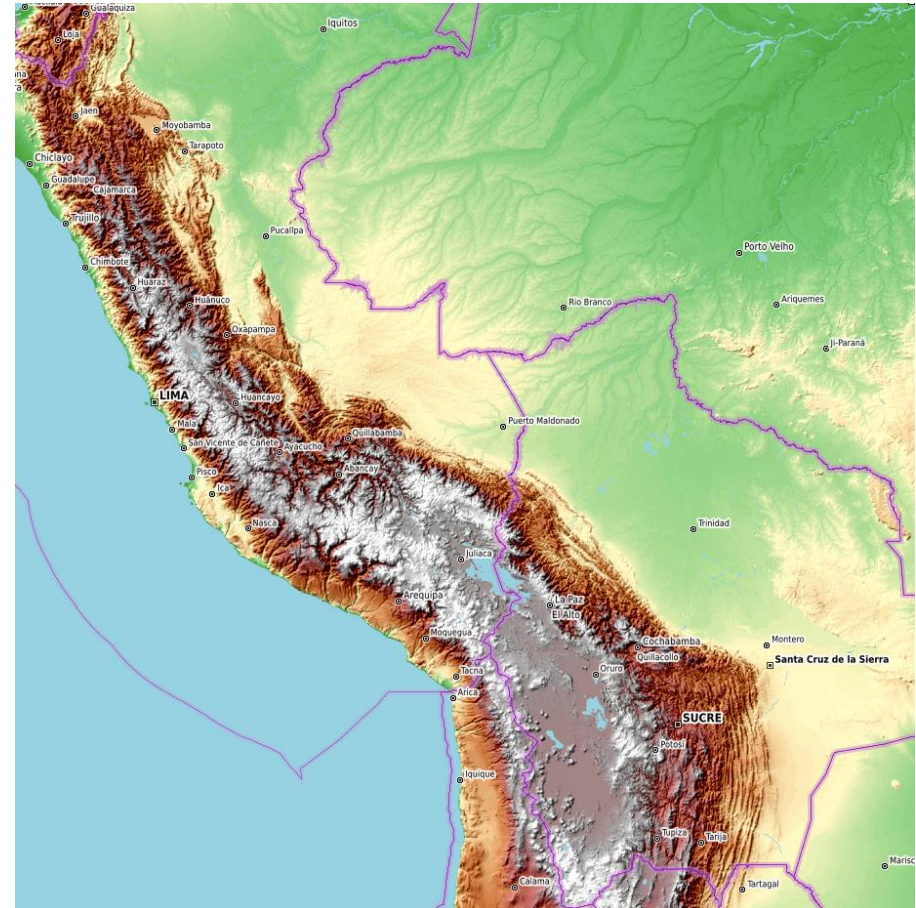 Gualaquiza
Iquitos
Loja
Jaen
Moyobamba
Tarapoto
Chiclayo
Guadalupe
Cajamarca
Trujillo
Pucallpa
Porto Velho
Chimbote
Huaraz
Huánuco
Rio Branco
Ariquemes
Oxapampa
Ji-Paraná
LIMA
Huancayo
Mala
Puerto Maldonado
San Vicente de Cañete
Quillabamba
Ayacucho
Abancay
Pisco
Ica
Nasca
Trinidad
Juliaca
Arequipa
La Paz
El Alto
Moquegua
Cochabamba
Montero
Quillacollo
Santa Cruz de la Sierra
Oruro
Tacna
Arica
SUCRE
Potosí
Iquique
Tupiza
Tarija
Marisc
Calama
Tartagal